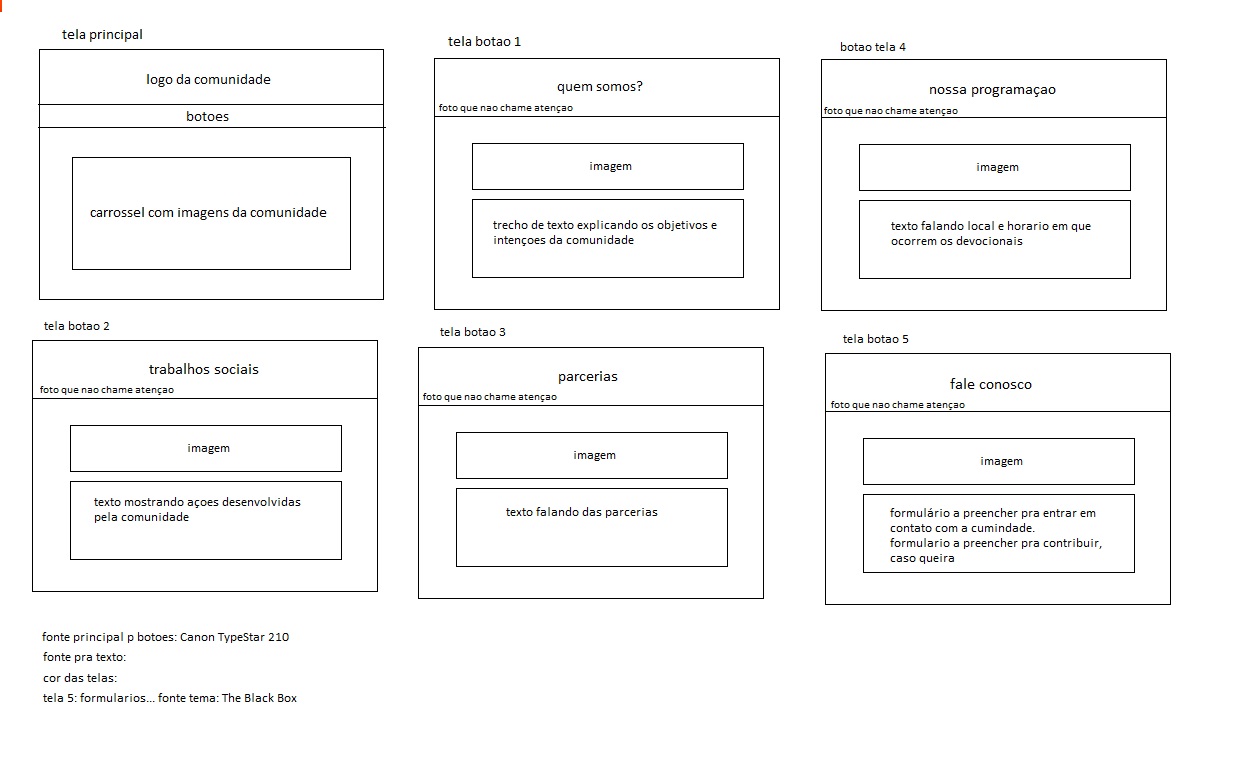 tela principal
logo da comunidade
botoes
carrossel com imagens da comunidade
tela botao 1
quem somos?
foto que nao chame atençao
imagem
trecho de texto explicando os objetivos e
intençoes da comunidade
botao tela 4
nossa programaçao
foto que nao chame atençao
imagem
texto falando local e horario em que
ocorrem os devocionais
tela botao 2
trabalhos sociais
foto que nao chame atençao
imagem
texto mostrando açoes desenvolvidas
pela comunidade
tela botao 3
parcerias
foto que nao chame atençao
imagem
texto falando das parcerias
tela botao 5
fale conosco
foto que nao chame atençao
imagem
formulário a preencher pra entrar em
contato com a cumindade.
formulario a preencher pra contribuir,
caso queira
fonte principal p botoes: Canon TypeStar 210
fonte pra texto:
cor das telas:
tela 5: formularios... fonte tema: The Black Box